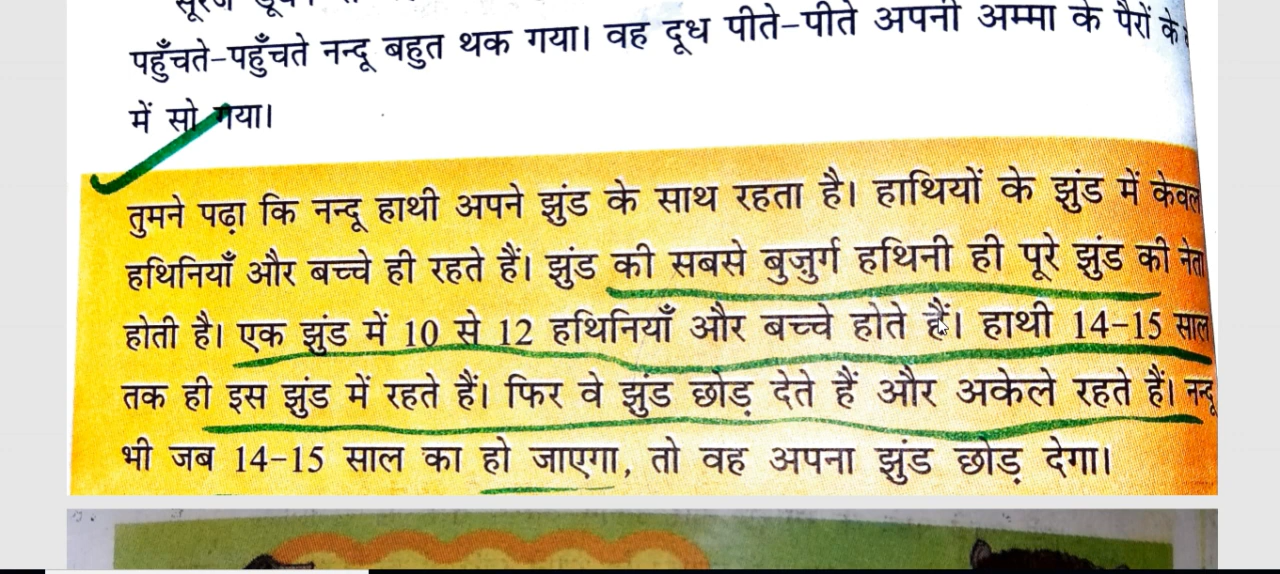 पहुँचते-पहुँचते नन्दू बहुत थक गया। वह दूध पीते-पीते अपनी अम्मा के पैरों के
में सो गया।
तुमने पढ़ा कि नन्दू हाथी अपने झुंड के साथ रहता है। हाथियों के झुंड में केवल
हथिनियाँ और बच्चे ही रहते हैं। झुंड की सबसे बुज़ुर्ग हथिनी ही पूरे झुंड की नेता
होती है। एक झुंड में 10 से 12 हथिनियाँ और बच्चे होते हैं। हाथी 14-15 साल
तक ही इस झुंड में रहते हैं। फिर वे झुंड छोड़ देते हैं और अकेले रहते हैं। नन्दू
भी जब 14-15 साल का हो जाएगा, तो वह अपना झुंड छोड़ देगा।